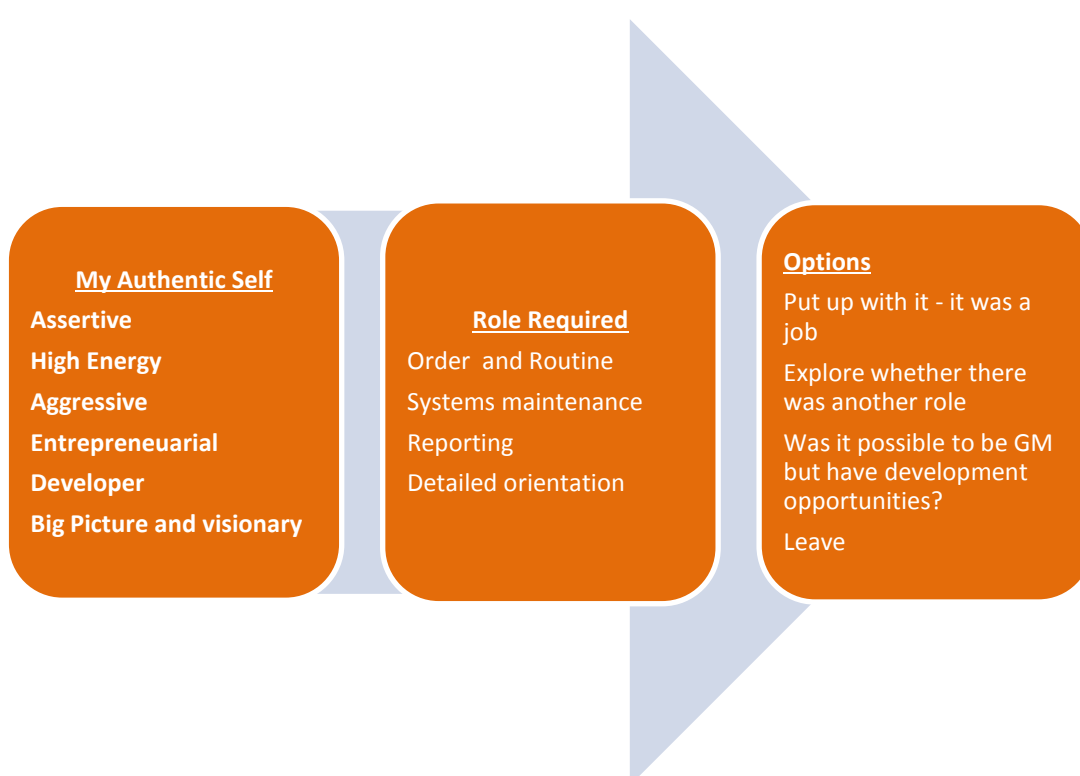 My Authentic Self
Assertive
High Energy
Aggressive
Entrepreneuarial
Developer
Big Picture and visionary
Role Required
Order  and Routine
Systems maintenance
Reporting
Detailed orientation
Options
Put up with it - it was a
job
Explore whether there
was another role
Was it possible to be GM
but have development
opportunities?
Leave